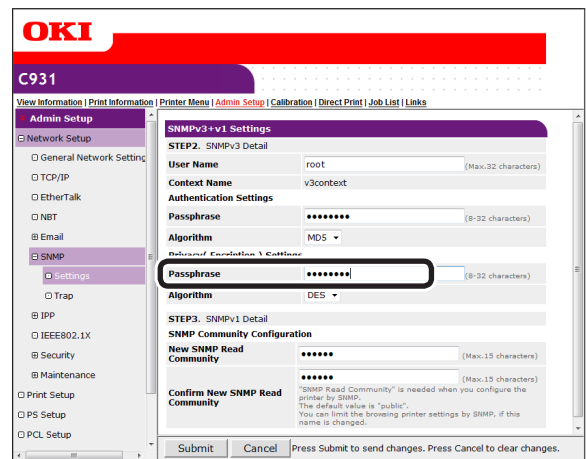 OKI
C931
View Information | Print Information | Printer Menu | Admin Setup | Calibration | Direct Print | Job List | Links
Admin Setup
Network Setup
General Network Setting
TCP/IP
EtherTalk
NBT
Email
SNMP
Settings
Trap
IPP
IEEE802.1X
Security
Maintenance
Print Setup
PS Setup
PCL Setup
SNMPv3+v1 Settings
STEP2. SNMPv3 Detail
User Name root (Max.32 characters)
Context Name v3context
Authentication Settings
Passphrase •••••••• (8-32 characters)
Algorithm MD5
Privacy( Encription ) Settings
Passphrase •••••••• (8-32 characters)
Algorithm DES
STEP3. SNMPv1 Detail
SNMP Community Configuration
New SNMP Read
Community •••••• (Max.15 characters)
Confirm New SNMP Read
Community
•••••• (Max.15 characters)
"SNMP Read Community" is needed when you configure the
printer by SNMP.
The default value is "public".
You can limit the browsing printer settings by SNMP, if this
name is changed.
Submit Cancel Press Submit to send changes. Press Cancel to clear changes.